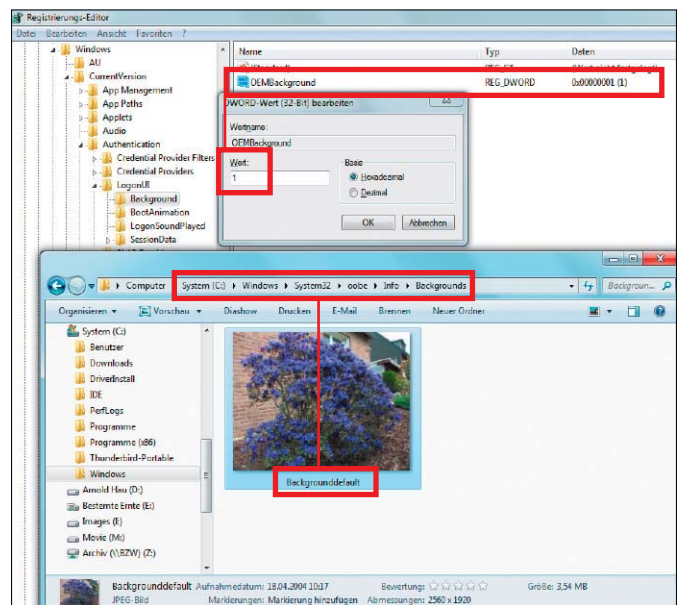 Registrierungs-Editor
Datei Bearbeiten Ansicht Favoriten ?
Windows
AU
CurrentVersion
App Management
App Paths
Applets
Audio
Authentication
Credential Provider Filters
Credential Providers
LogonUI
Background
BootAnimation
LogonSoundPlayed
SessionData
Name Typ Daten
OEMBackground REG_DWORD 0x00000001 (1)
DWORD-Wert (32-Bit) bearbeiten
Wertname:
OEMBackground
Wert:
1
Basis
Hexadezimal
Dezimal
OK Abbrechen
Computer System (C:) Windows System32 oobe Info Backgrounds
Backgroun...
Organisieren Vorschau Diashow Drucken E-Mail Brennen Neuer Ordner
System (C:)
Benutzer
Downloads
DriverInstall
IDE
PerfLogs
Programme
Programme (x86)
Thunderbird-Portable
Windows
Arnold Hau (D:)
Bestemte Ernte (E:)
Images (I:)
Movie (M:)
Archiv (\\BZW) (Z:)
Backgrounddefault
Backgrounddefault Aufnahmedatum: 18.04.2004 10:17 Bewertung: Größe: 3,54 MB
JPEG-Bild Markierungen: Markierung hinzufügen Abmessungen: 2560 x 1920